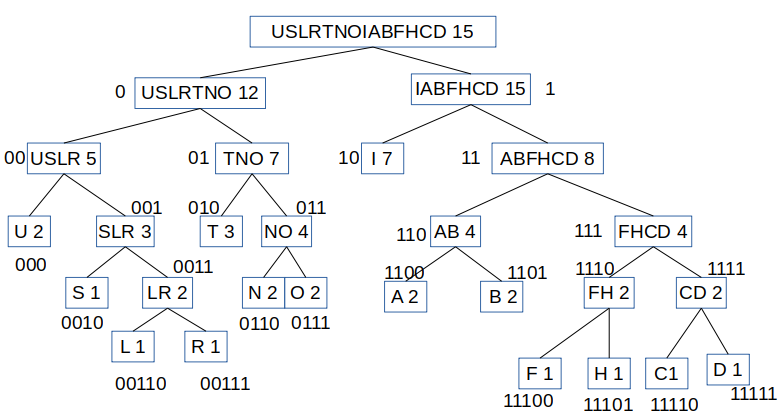 USLRTNOIABFHCD 15
0 USLRTNO 12 IABFHCD 15 1
00 USLR 5 01 TNO 7 10 I 7 11 ABFHCD 8
001 010 011
U 2 SLR 3 T 3 NO 4 110 AB 4 111 FHCD 4
000 0011 1100 1101 1110 1111
S 1 LR 2 N 2 O 2 A 2 B 2 FH 2 CD 2
0010 0110 0111
L 1 R 1
F 1 H 1 C1 D 1
00110 00111 11100 11101 11110 11111